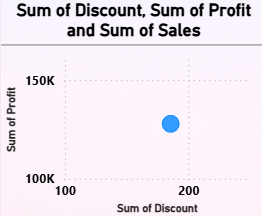 Sum of Discount, Sum of Profit
and Sum of Sales
Sum of Profit
150K
100K
100
200
Sum of Discount